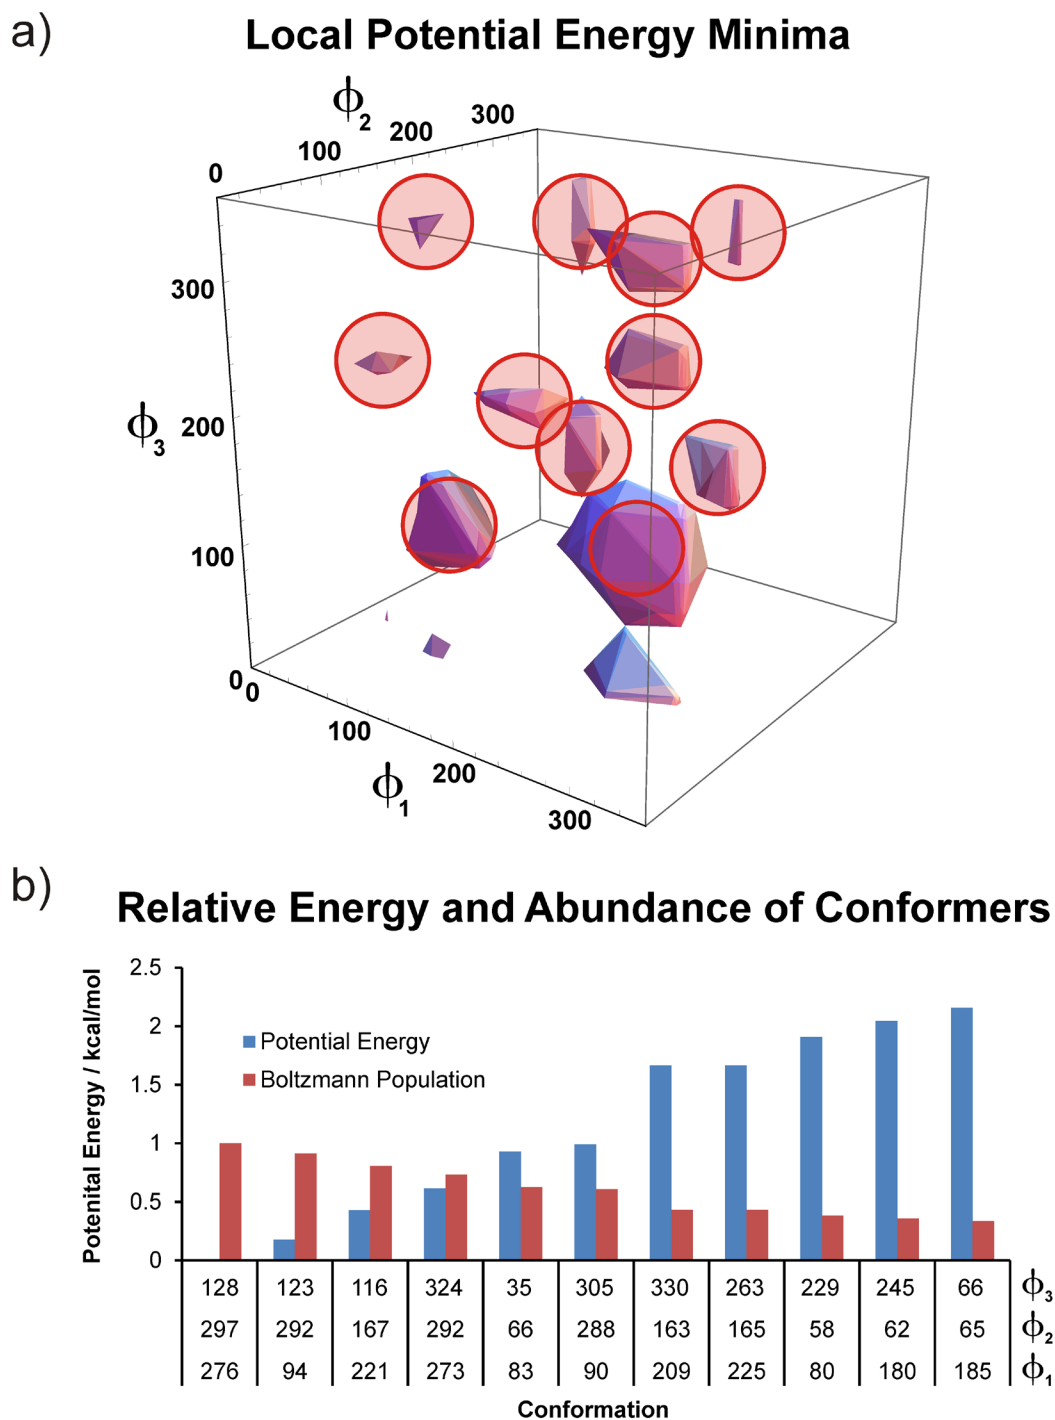 a)
Local Potential Energy Minima
ϕ2
0 100 200 300
ϕ3
300
200
100
0
0 100 200 300
ϕ1
b)
Relative Energy and Abundance of Conformers
Potenital Energy / kcal/mol
2.5
2
1.5
1
0.5
0
Potential Energy
Boltzmann Population
128 123 116 324 35 305 330 263 229 245 66 ϕ3
297 292 167 292 66 288 163 165 58 62 65 ϕ2
276 94 221 273 83 90 209 225 80 180 185 ϕ1
Conformation